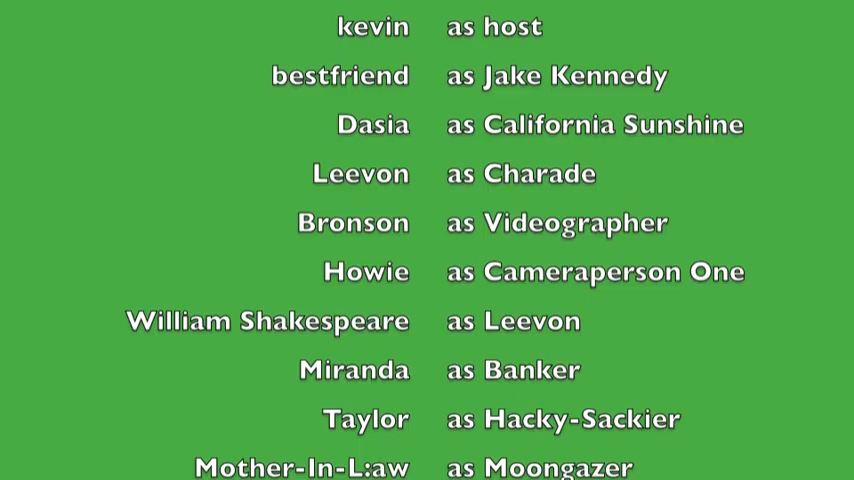 kevin as host
bestfriend as Jake Kennedy
Dasia as California Sunshine
Leevon as Charade
Bronson as Videographer
Howie as Cameraperson One
William Shakespeare as Leevon
Miranda as Banker
Taylor as Hacky-Sackier
Mother-In-L:aw as Moongazer